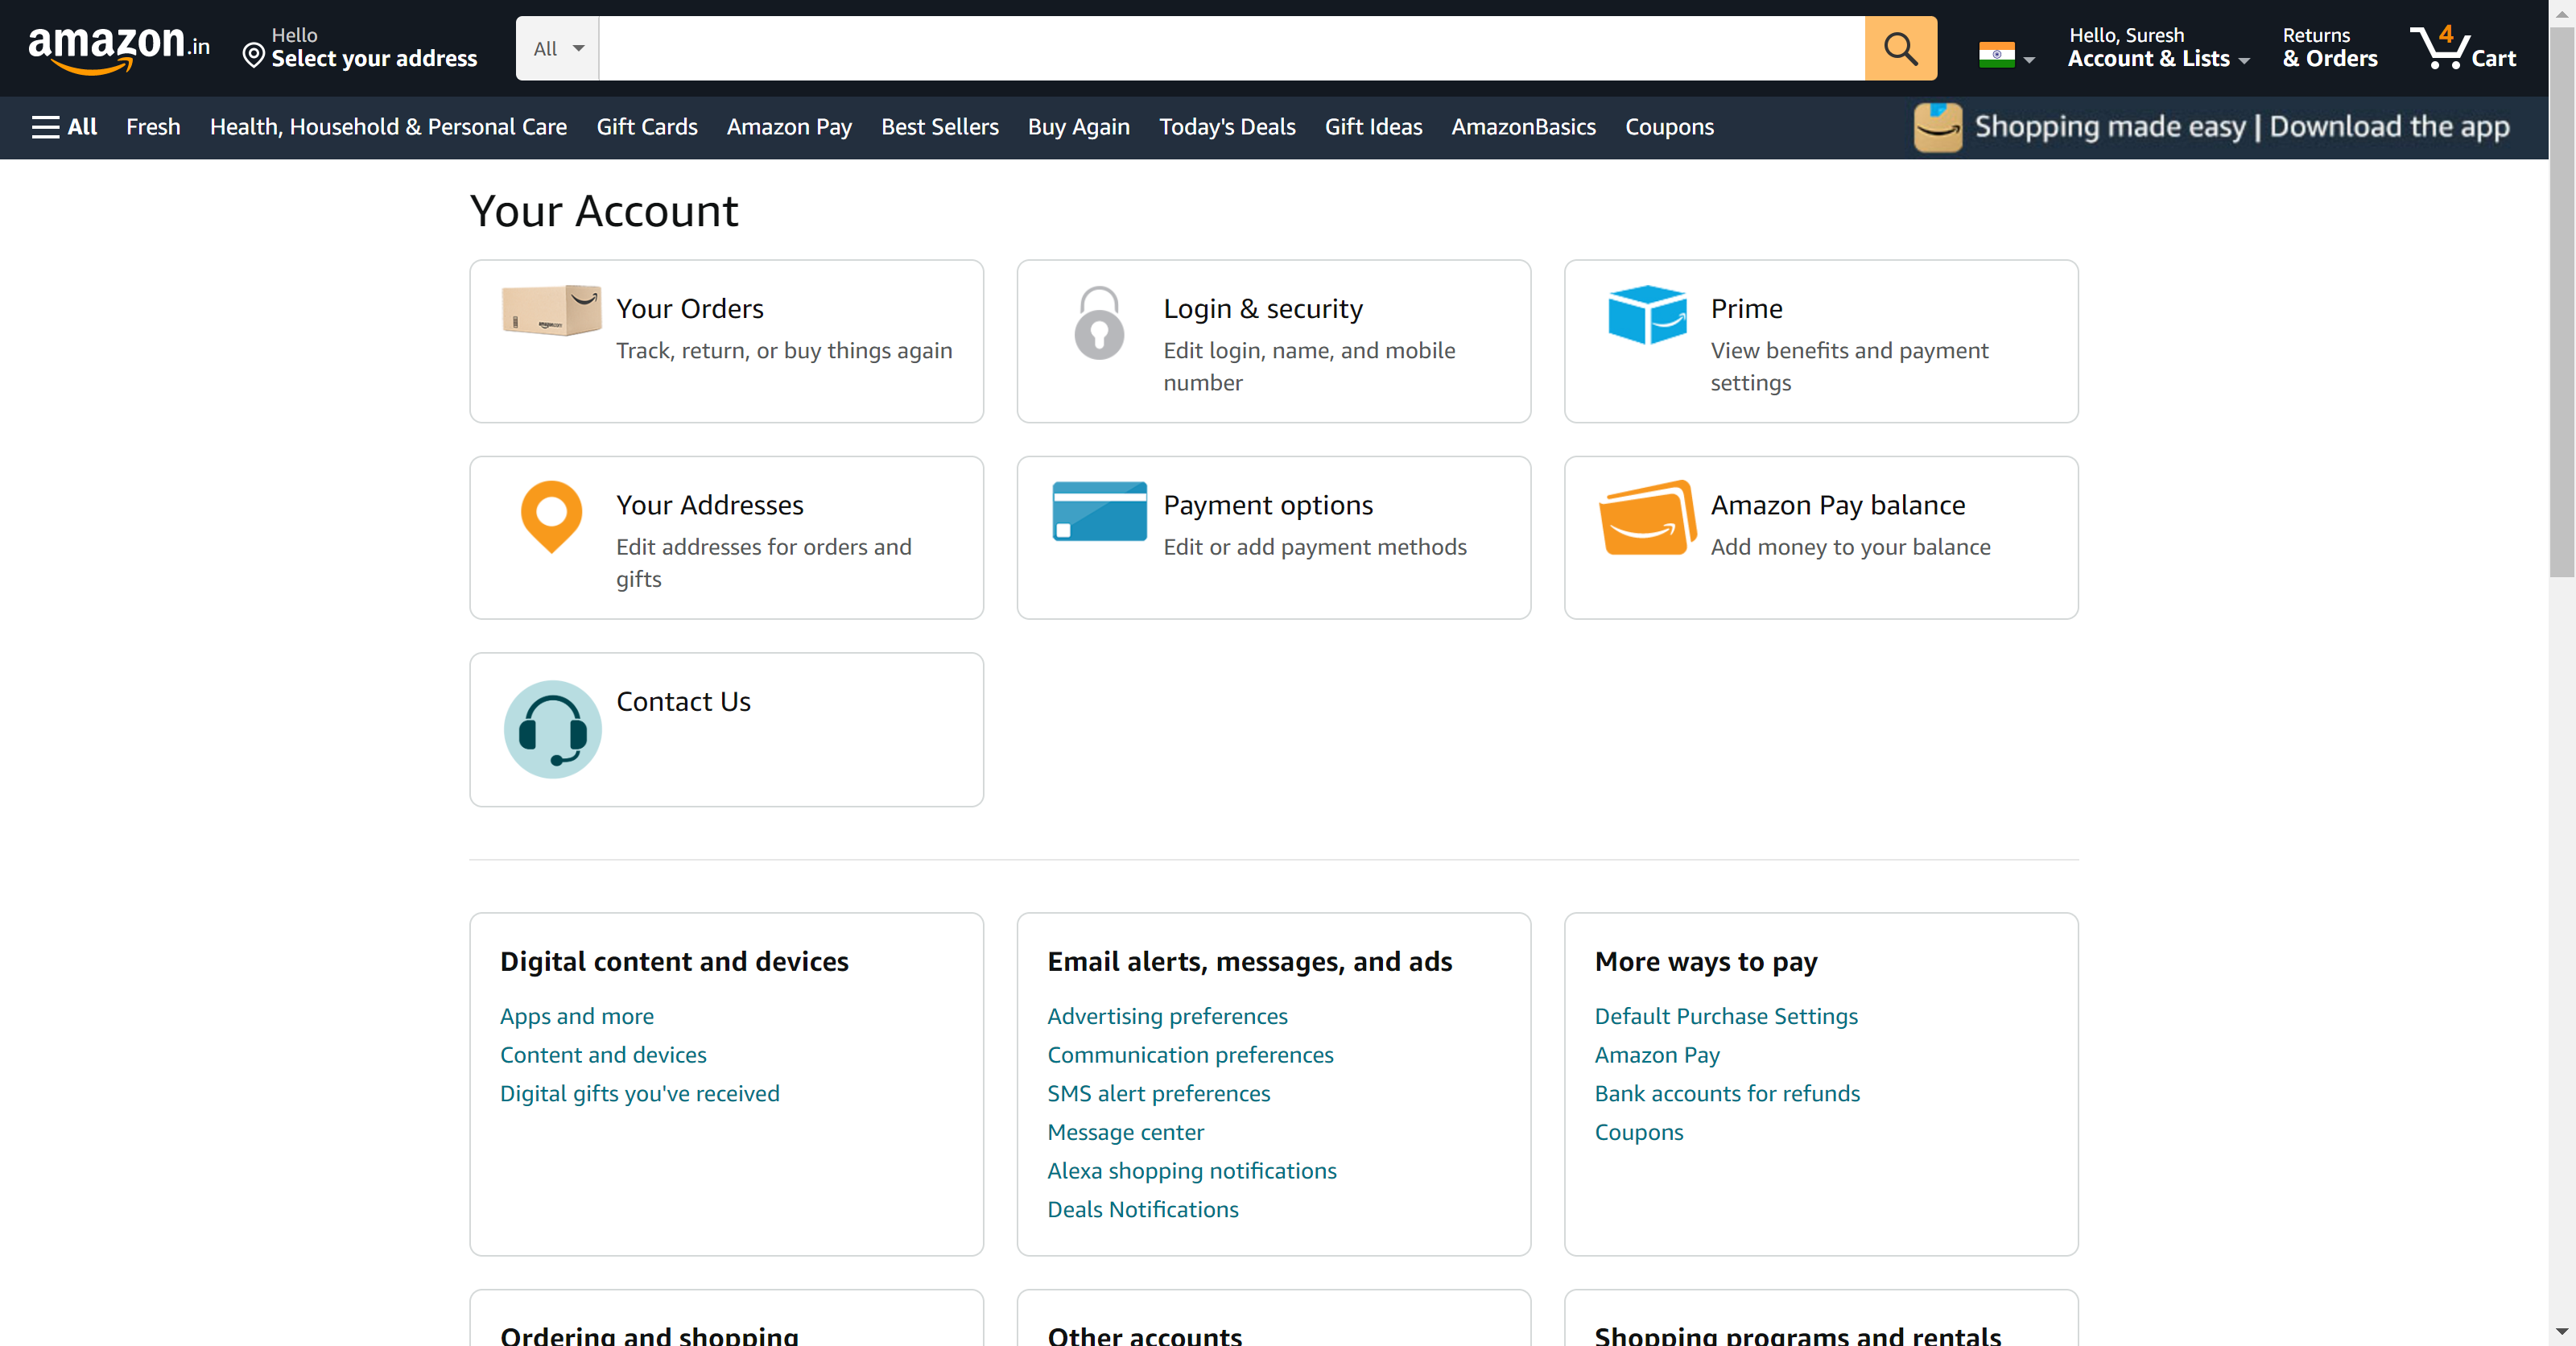 amazon.in
Hello
Select your address
All
Hello, Suresh
Account & Lists
Returns
& Orders
4
Cart
All
Fresh
Health, Household & Personal Care
Gift Cards
Amazon Pay
Best Sellers
Buy Again
Today's Deals
Gift Ideas
AmazonBasics
Coupons
Shopping made easy | Download the app
Your Account
Your Orders
Track, return, or buy things again
Login & security
Edit login, name, and mobile
number
Prime
View benefits and payment
settings
Your Addresses
Edit addresses for orders and
gifts
Payment options
Edit or add payment methods
Amazon Pay balance
Add money to your balance
Contact Us
Digital content and devices
Apps and more
Content and devices
Digital gifts you've received
Email alerts, messages, and ads
Advertising preferences
Communication preferences
SMS alert preferences
Message center
Alexa shopping notifications
Deals Notifications
More ways to pay
Default Purchase Settings
Amazon Pay
Bank accounts for refunds
Coupons
Ordering and shopping
Other accounts
Shopping programs and rentals